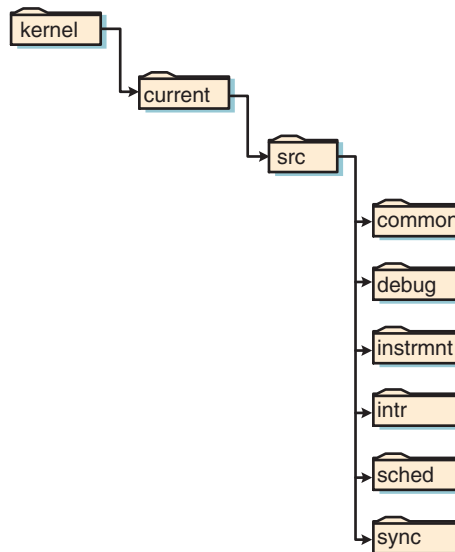 kernel
current
src
common
debug
instrmnt
intr
sched
sync